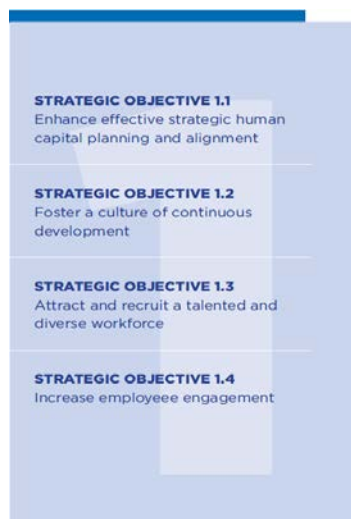 STRATEGIC OBJECTIVE 1.1
Enhance effective strategic human
capital planning and alignment
STRATEGIC OBJECTIVE 1.2
Foster a culture of continuous
development
STRATEGIC OBJECTIVE 1.3
Attract and recruit a talented and
diverse workforce
STRATEGIC OBJECTIVE 1.4
Increase employeee engagement